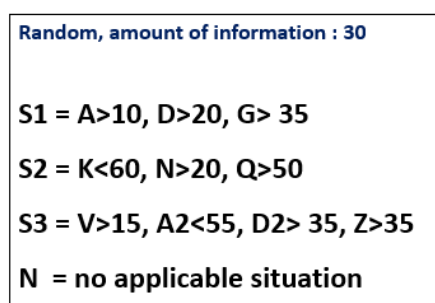 Random, amount of information : 30
S1 = A>10, D>20, G> 35
S2 = K<60, N>20, Q>50
S3 = V>15, A2<55, D2> 35, Z>35
N = no applicable situation